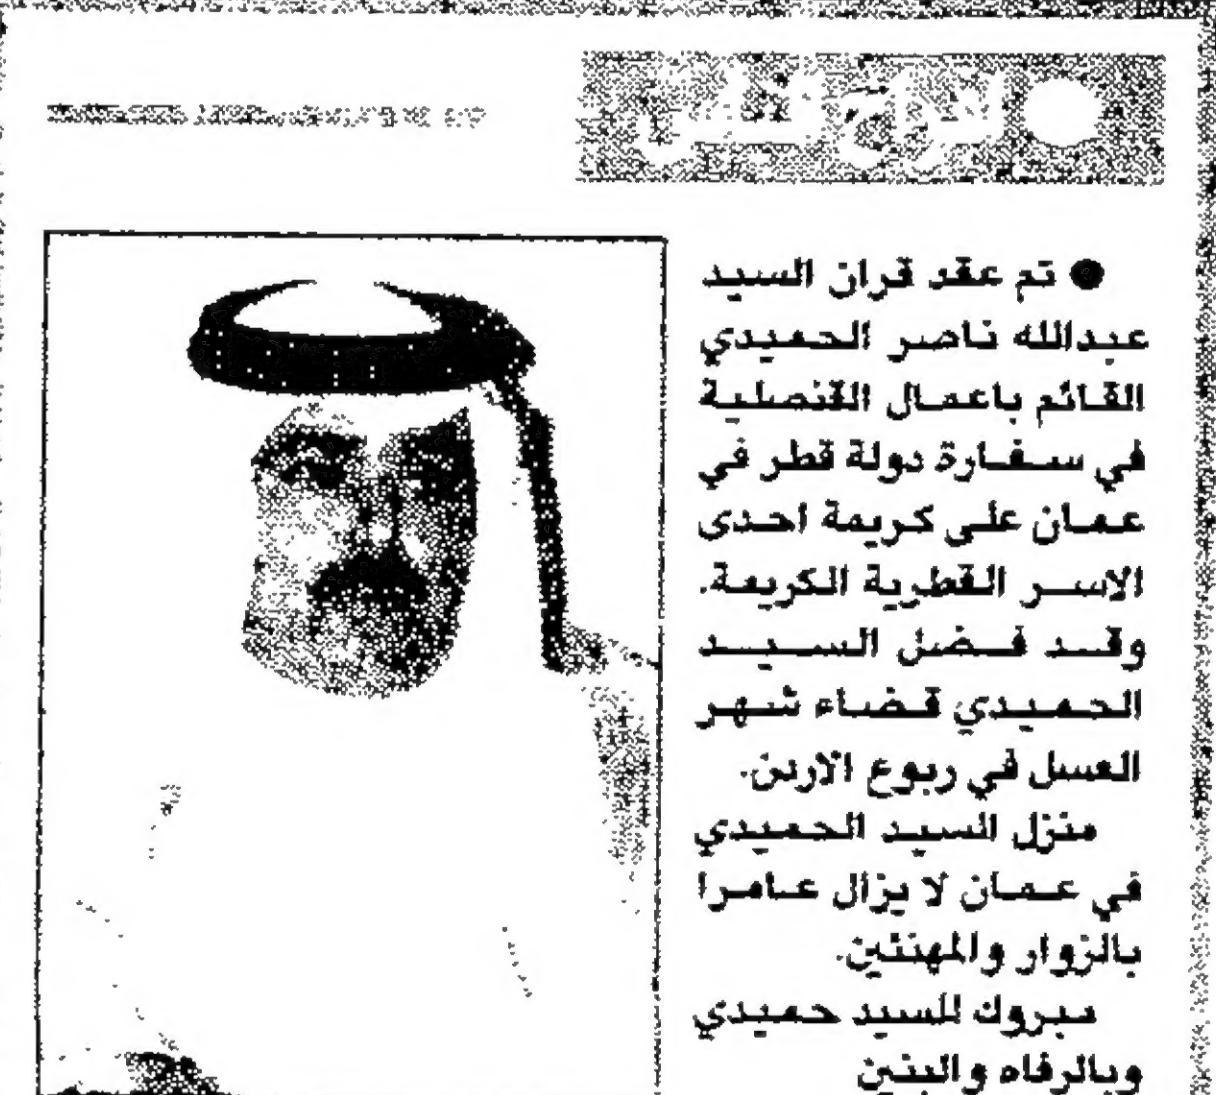 ● تم عقد قران السيد
عبدالله ناصر الحميدي
القائم باعمال القنصلية
في سفارة دولة قطر في
عمان على كريمة احدى
الاسر القطرية الكريمة.
وقد فضل السيد
الحميدي قضاء شهر
العسل في ربوع الاردن.
منزل السيد الحميدي
في عمان لا يزال عامرا
بالزوار والمهنئين.
مبروك للسيد حميدي
وبالرفاه والبنين